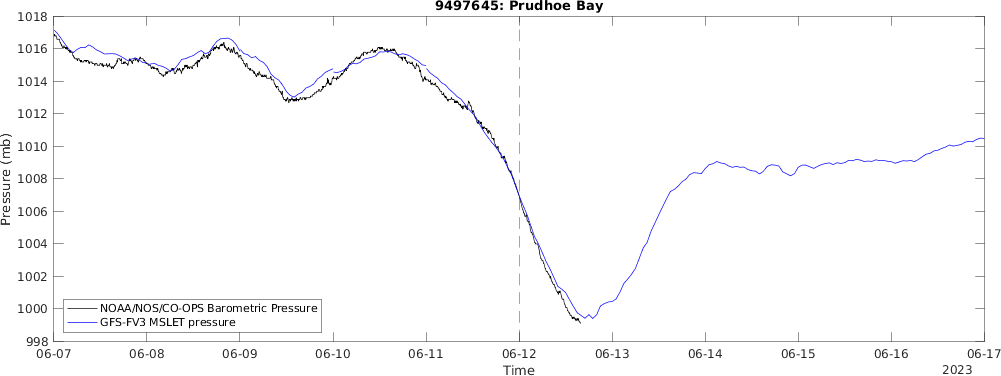 9497645: Prudhoe Bay
1018
1016
1014
1012
1010
1008
1006
1004
1002
1000
998
Pressure (mb)
NOAA/NOS/CO-OPS Barometric Pressure
GFS-FV3 MSLET pressure
06-07 06-08 06-09 06-10 06-11 06-12 06-13 06-14 06-15 06-16 06-17
Time
2023